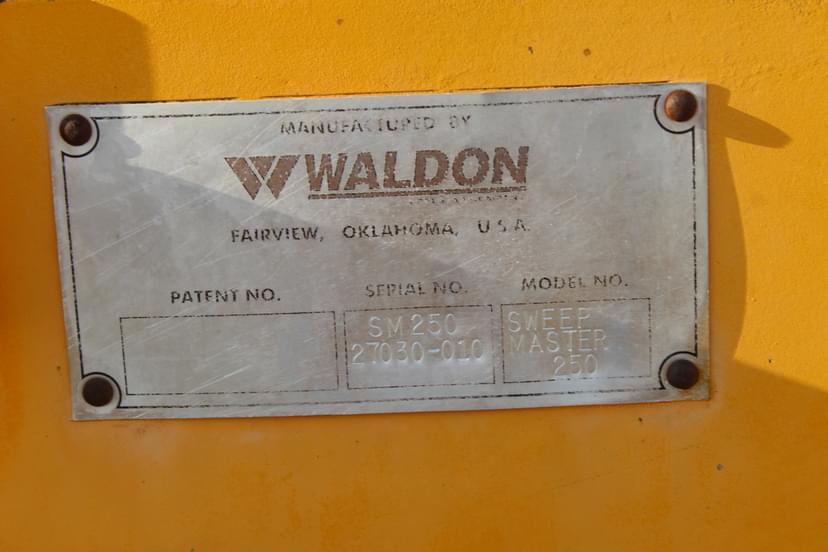 MANUFACTURED BY
WALDON
FAIRVIEW, OKLAHOMA, U.S.A.
PATENT NO. SERIAL NO. MODEL NO.
SM250 SWEEP
27030-010 MASTER
250